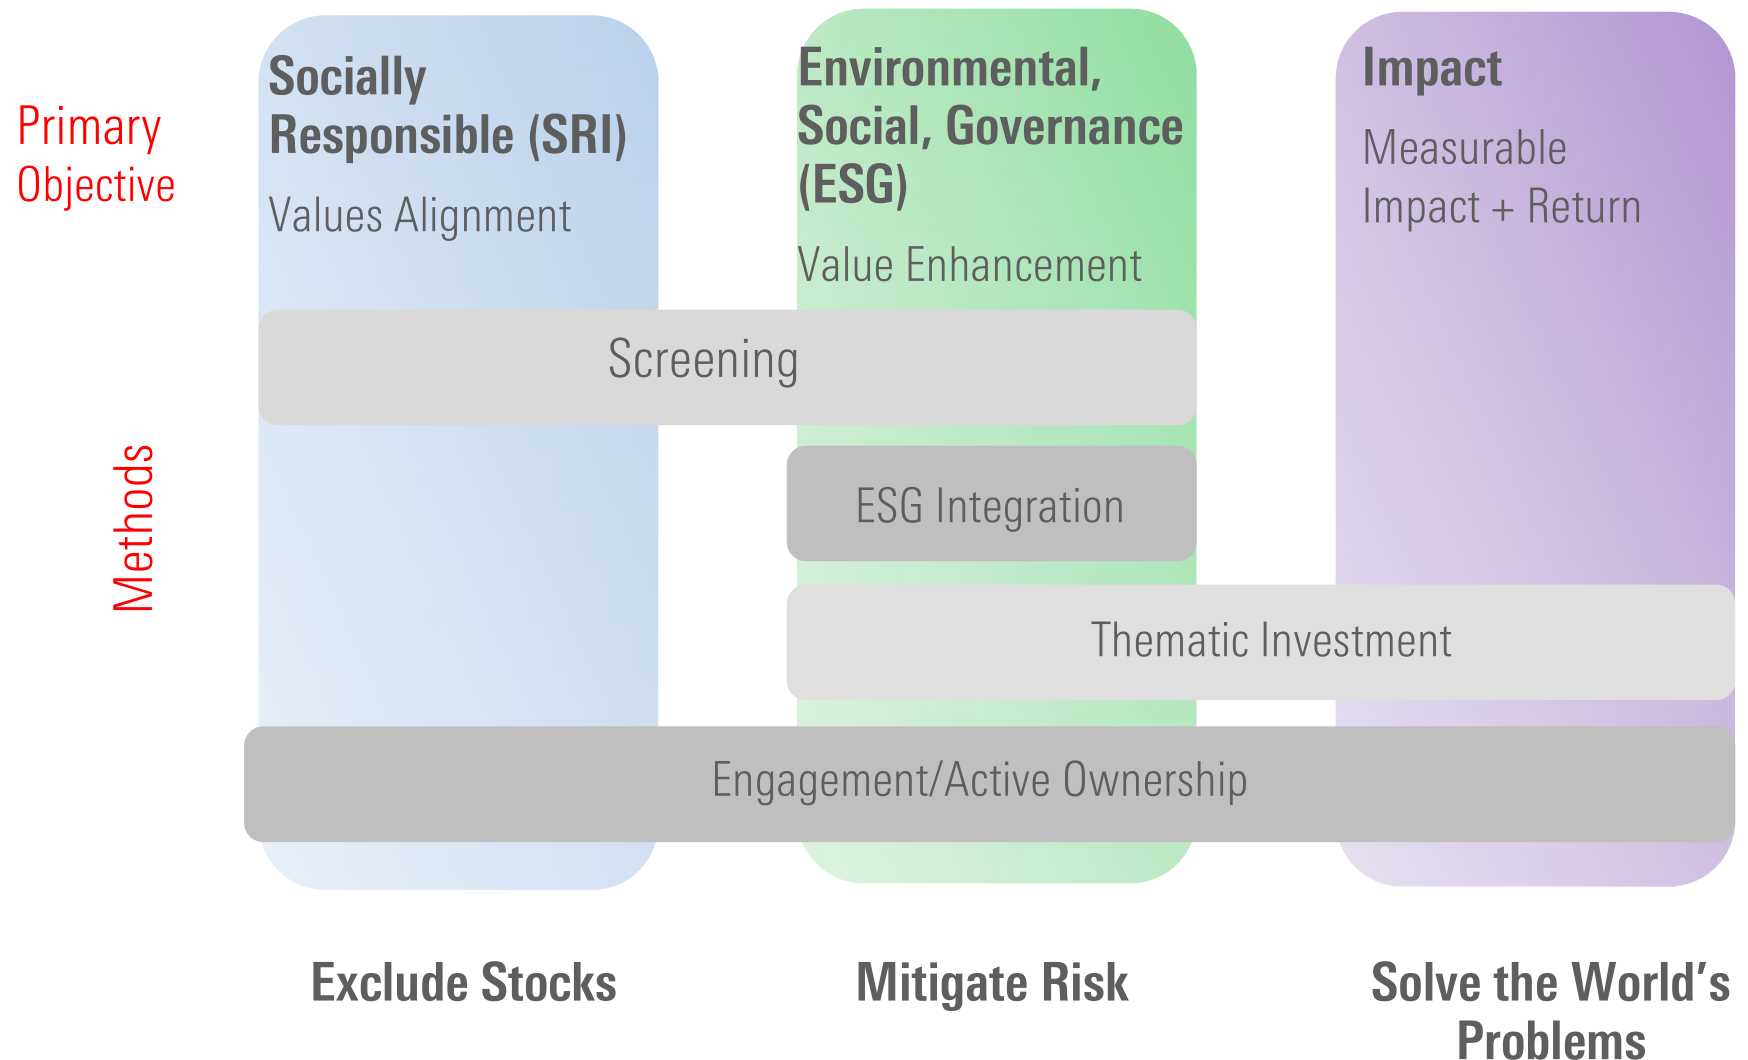 Primary
Objective
Socially
Responsible (SRI)
Values Alignment
Environmental,
Social, Governance
(ESG)
Value Enhancement
Impact
Measurable
Impact + Return
Methods
Screening
ESG Integration
Thematic Investment
Engagement/Active Ownership
Exclude Stocks
Mitigate Risk
Solve the World’s
Problems